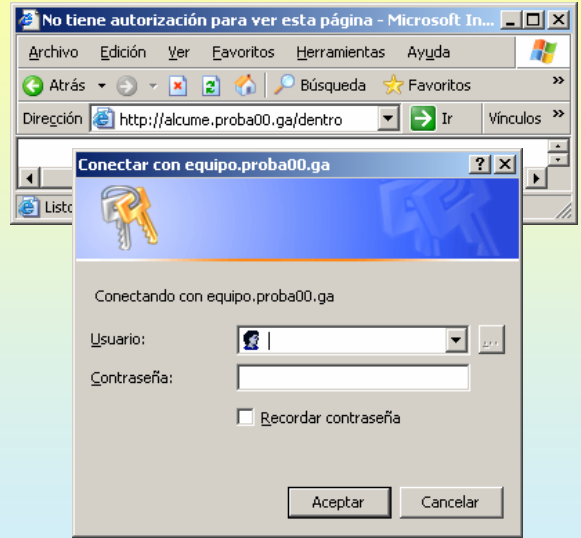 No tiene autorización para ver esta página - Microsoft In...
Archivo Edición Ver Favoritos Herramientas Ayuda
Atrás Búsqueda Favoritos »
Dirección http://alcume.proba00.ga/dentro Ir Vínculos »
Conectar con equipo.proba00.ga
Conectando con equipo.proba00.ga
Usuario:
...
Contraseña:
Recordar contraseña
Aceptar Cancelar